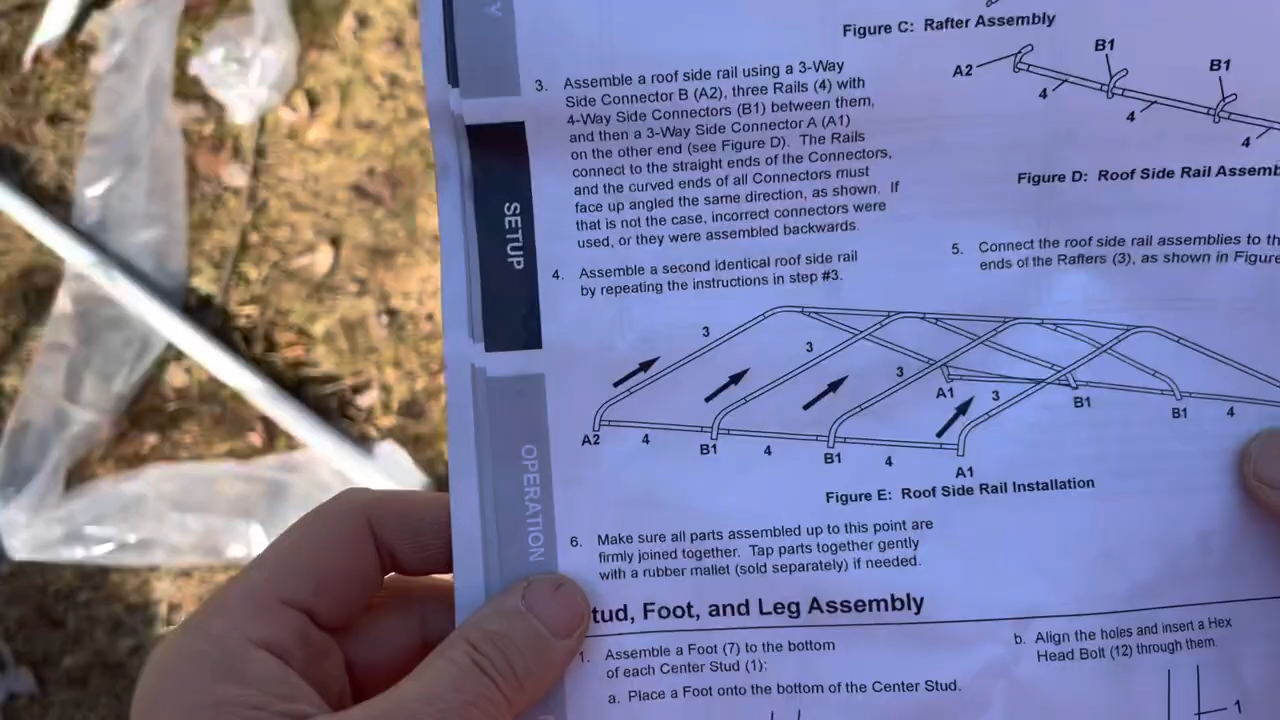 Y
SETUP
OPERATION
Figure C: Rafter Assembly
3. Assemble a roof side rail using a 3-Way
Side Connector B (A2), three Rails (4) with
4-Way Side Connectors (B1) between them,
and then a 3-Way Side Connector A (A1)
on the other end (see Figure D). The Rails
connect to the straight ends of the Connectors,
and the curved ends of all Connectors must
face up angled the same direction, as shown. If
that is not the case, incorrect connectors were
used, or they were assembled backwards.
4. Assemble a second identical roof side rail
by repeating the instructions in step #3.
A2
B1
B1
4
4
4
Figure D: Roof Side Rail Assemb
5. Connect the roof side rail assemblies to th
ends of the Rafters (3), as shown in Figure
3
3
3
3
A1
B1
B1
4
A2
4
B1
4
B1
4
A1
Figure E: Roof Side Rail Installation
6. Make sure all parts assembled up to this point are
firmly joined together. Tap parts together gently
with a rubber mallet (sold separately) if needed.
tud, Foot, and Leg Assembly
1. Assemble a Foot (7) to the bottom
of each Center Stud (1):
a. Place a Foot onto the bottom of the Center Stud.
b. Align the holes and insert a Hex
Head Bolt (12) through them.
1